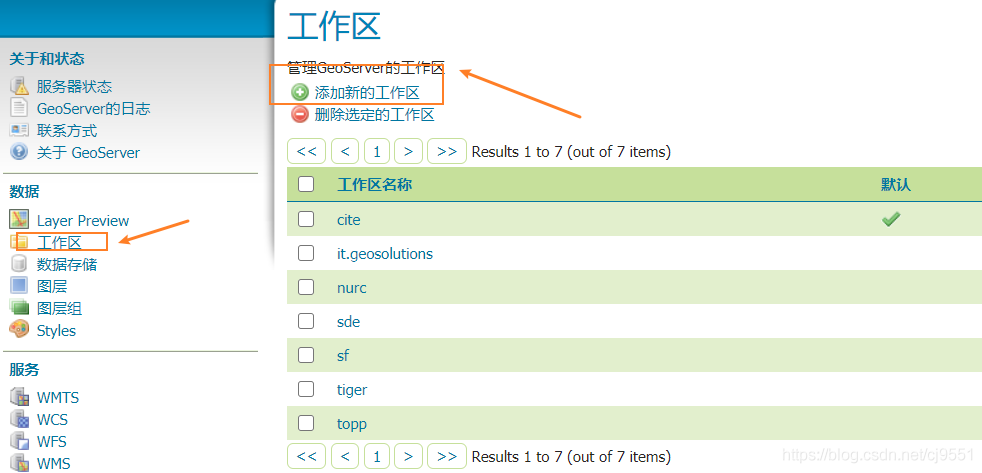 关于和状态
服务器状态
GeoServer的日志
联系方式
关于 GeoServer
数据
Layer Preview
工作区
数据存储
图层
图层组
Styles
服务
WMTS
WCS
WFS
WMS
工作区
管理GeoServer的工作区
添加新的工作区
删除选定的工作区
<< < 1 > >> Results 1 to 7 (out of 7 items)
工作区名称 默认
cite
it.geosolutions
nurc
sde
sf
tiger
topp
<< < 1 > >> Results 1 to 7 (out of 7 items)
https://blog.csdn.net/cj9551